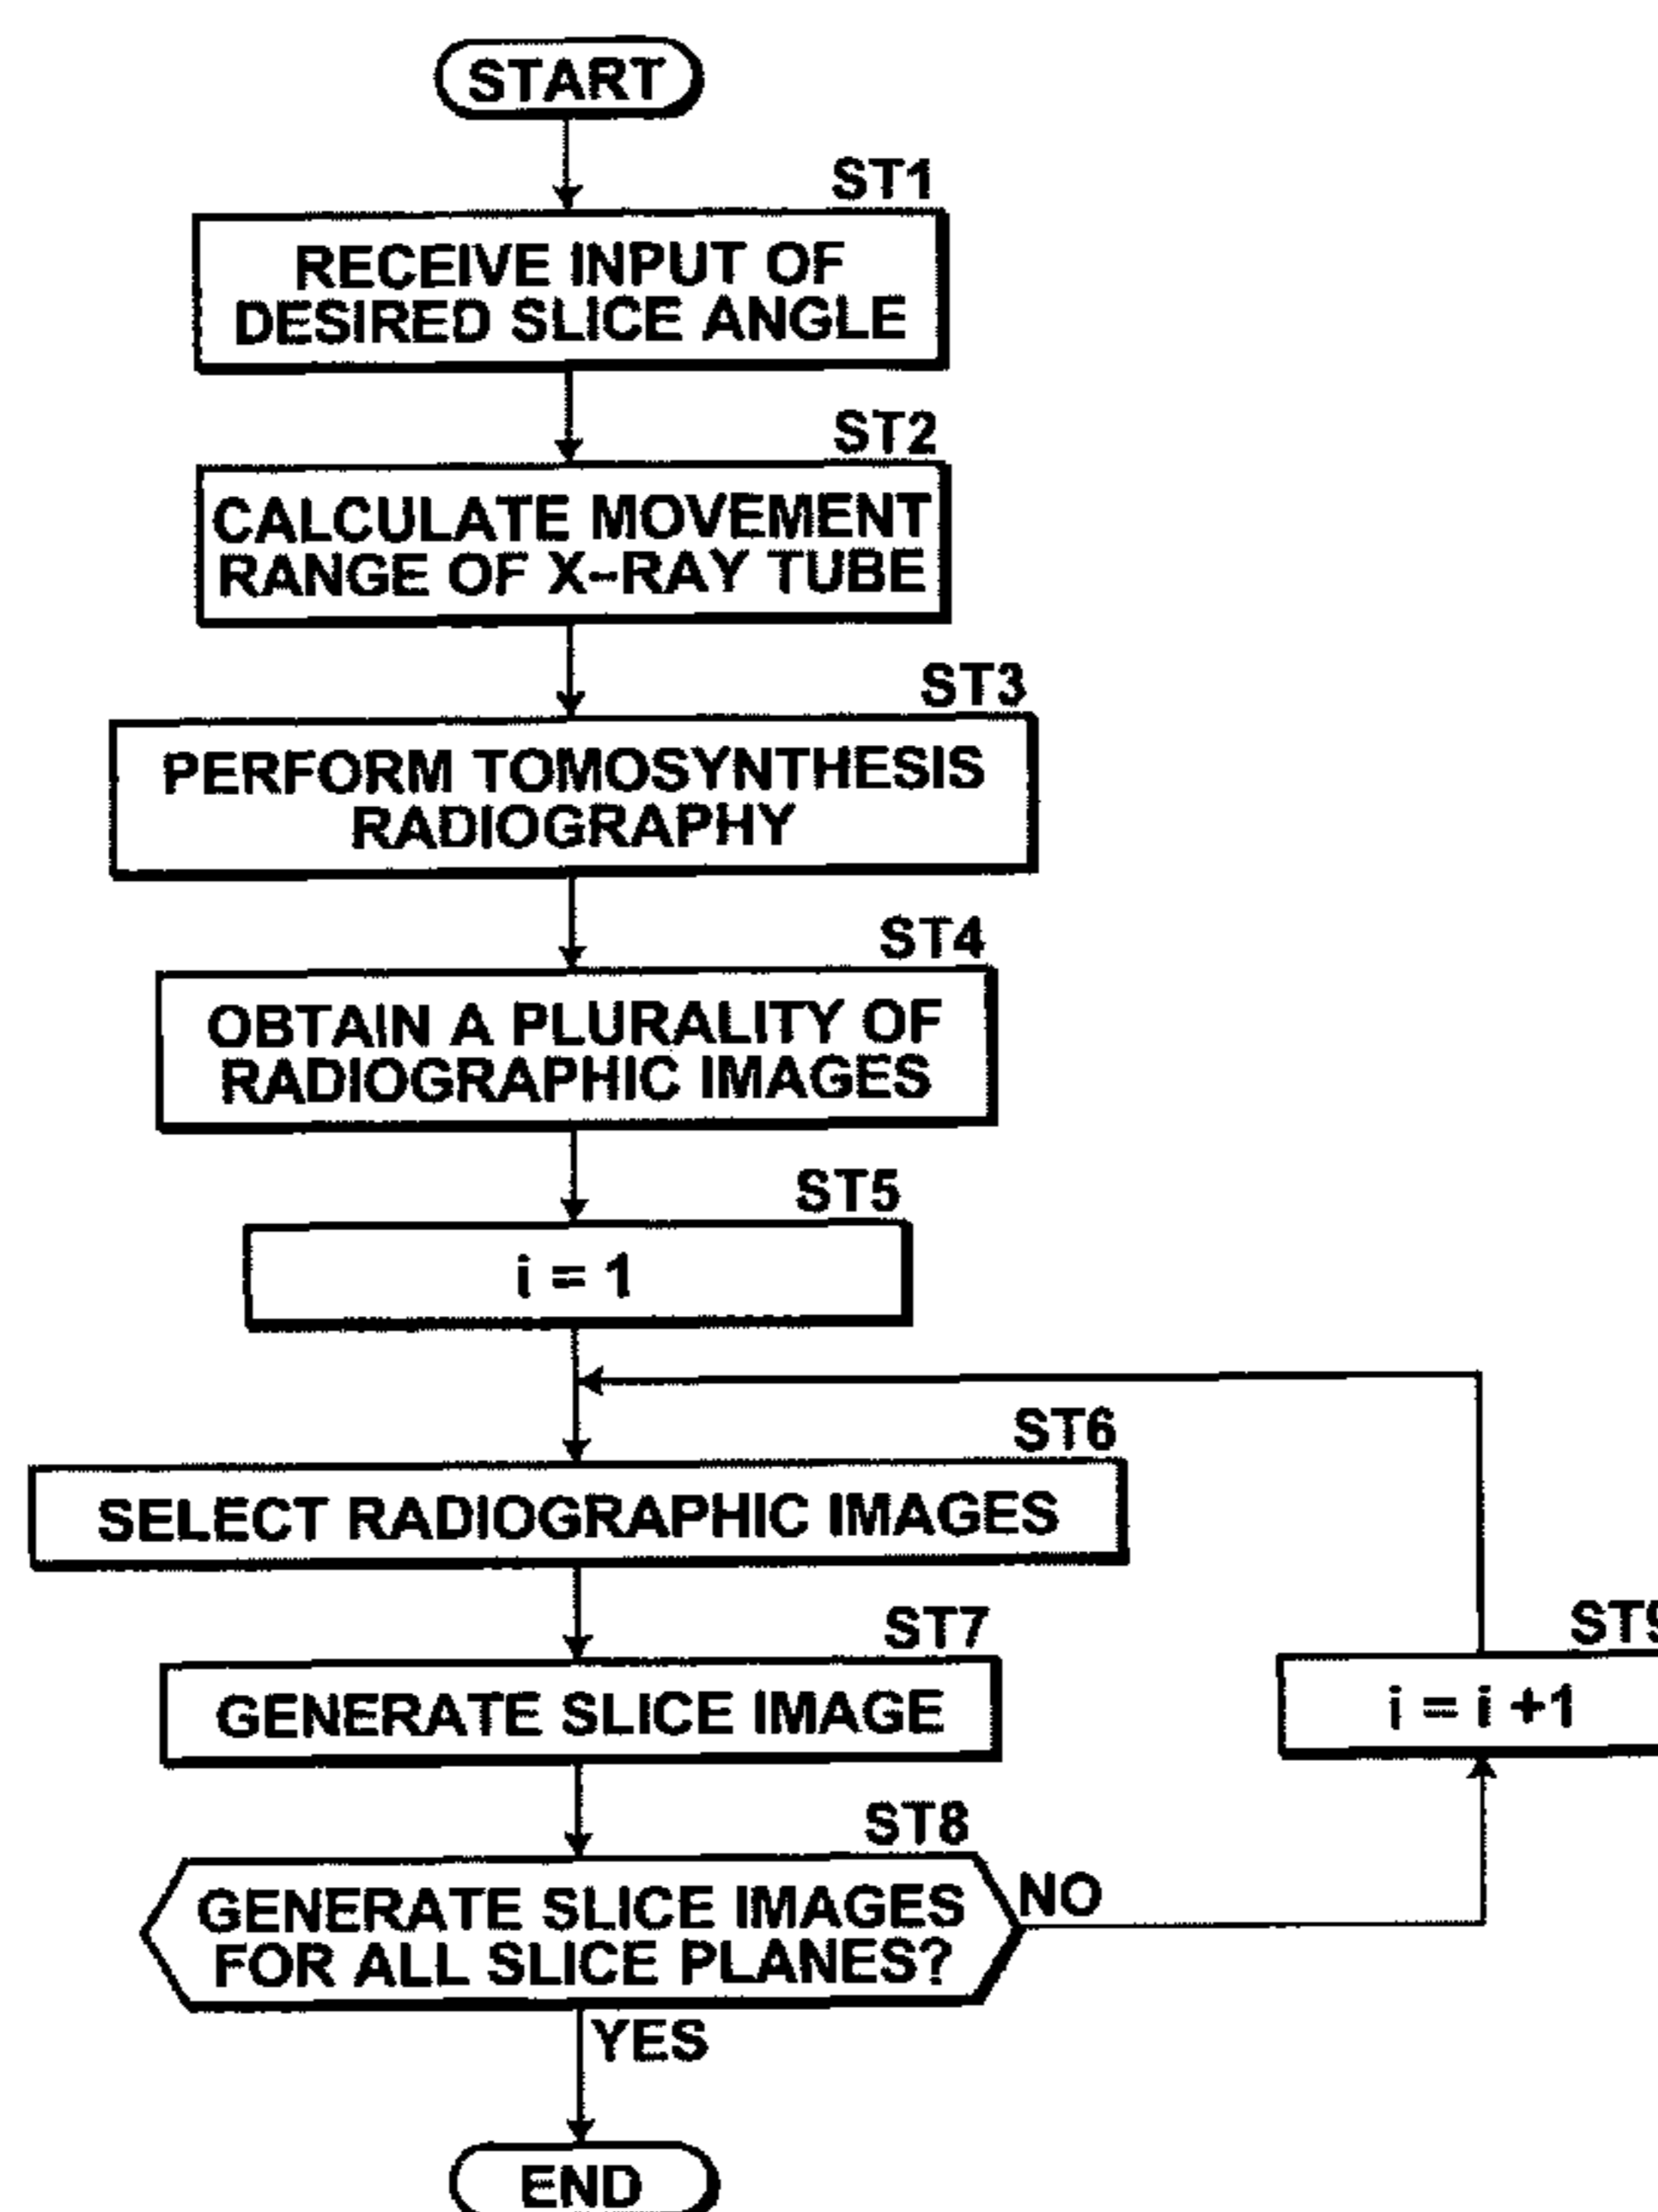 START
ST1
RECEIVE INPUT OF
DESIRED SLICE ANGLE
ST2
CALCULATE MOVEMENT
RANGE OF X-RAY TUBE
ST3
PERFORM TOMOSYNTHESIS
RADIOGRAPHY
ST4
OBTAIN A PLURALITY OF
RADIOGRAPHIC IMAGES
ST5
i = 1
ST6
SELECT RADIOGRAPHIC IMAGES
ST7
GENERATE SLICE IMAGE
ST9
i = i +1
ST8
GENERATE SLICE IMAGES
FOR ALL SLICE PLANES?
NO
YES
END